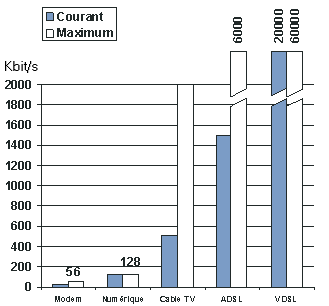 Courant
Maximum
Kbit/s
6000
20000
60000
2000
1800
1600
1400
1200
1000
800
600
400
200
0
56
128
Modem
Numérique
Cable TV
ADSL
VDSL